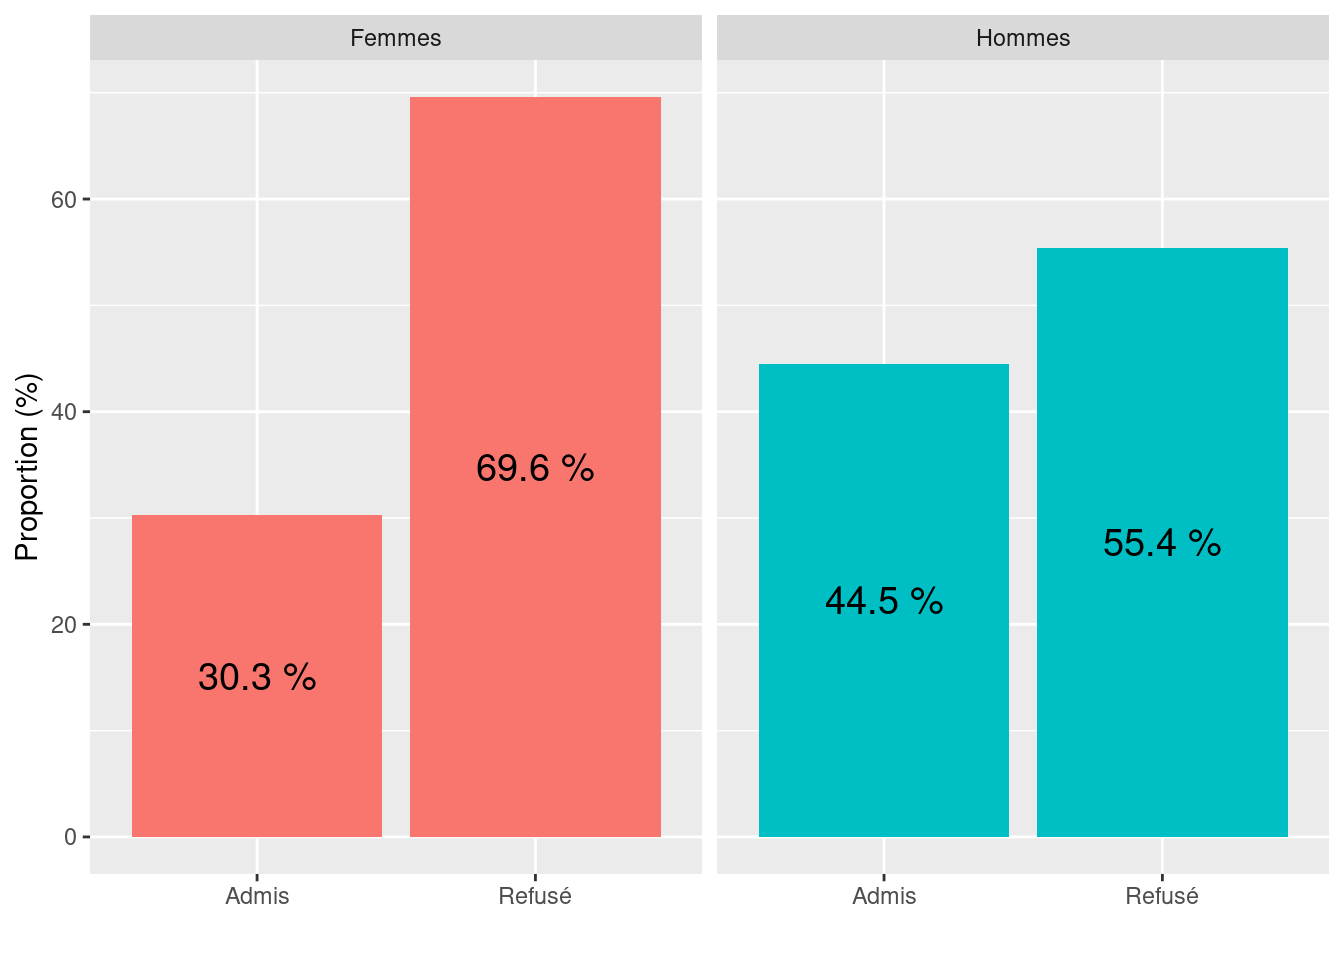 Femmes
Hommes
Proportion (%)
60
40
20
0
69.6 %
30.3 %
55.4 %
44.5 %
Admis
Refusé
Admis
Refusé